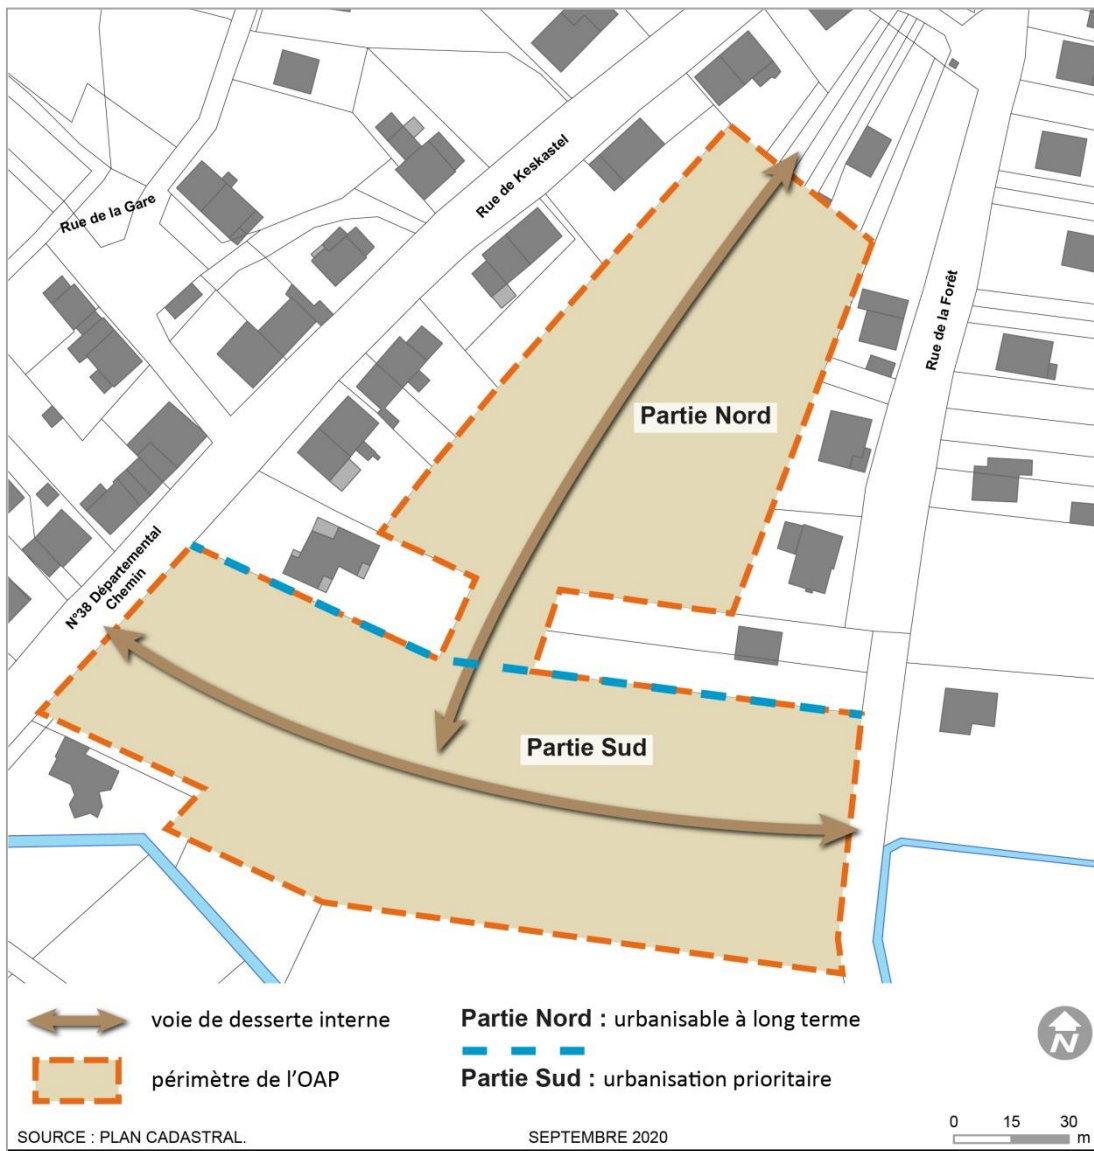 Rue de Keskastel
Rue de la Gare
Rue de la Forêt
Partie Nord
N°38 Départemental
Chemin
Partie Sud
voie de desserte interne
périmètre de l'OAP
Partie Nord : urbanisable à long terme
Partie Sud : urbanisation prioritaire
N
SOURCE : PLAN CADASTRAL.
SEPTEMBRE 2020
0 15 30
m